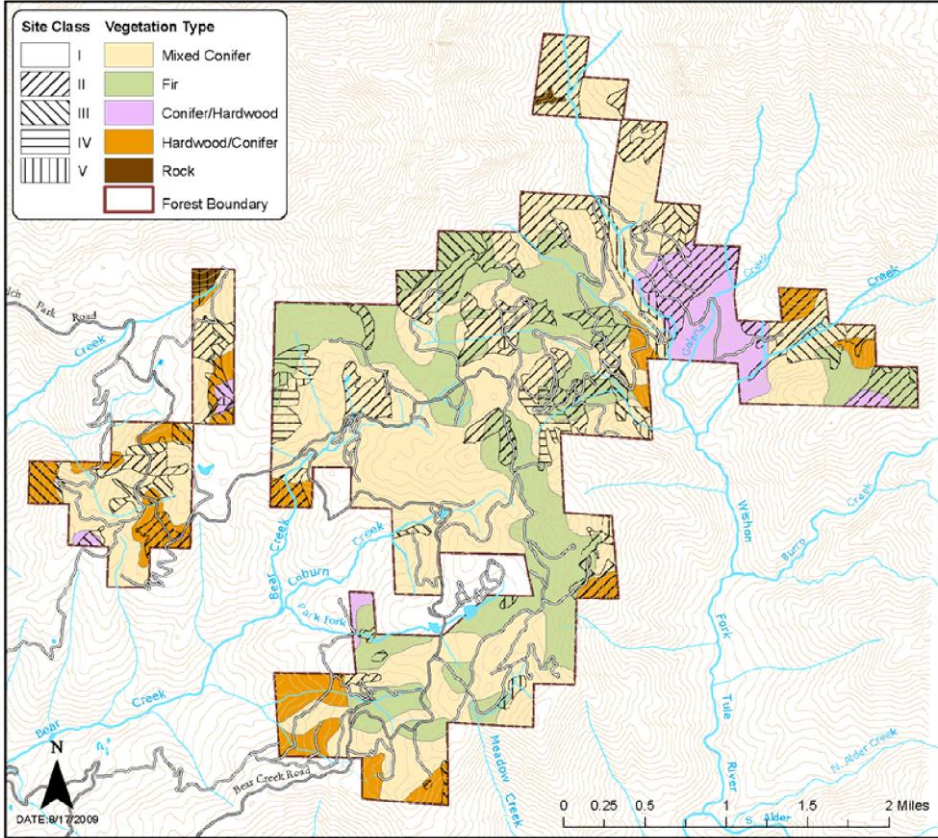 Site Class Vegetation Type
I Mixed Conifer
II Fir
III Conifer/Hardwood
IV Hardwood/Conifer
V Rock
Forest Boundary
Park Road
Creek
Creek
Creek
Galena
Bear Creek
Coburn Creek
Park Fork
Wishon
Fork
Tule
River
Burro Creek
Bear Creek
Bear Creek Road
Meadow Creek
N. Alder Creek
S. Alder
N
DATE:8/17/2009
0 0.25 0.5 1 1.5 2 Miles